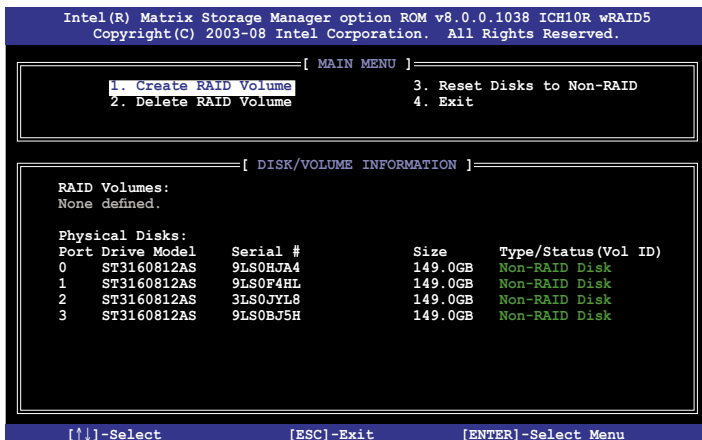 Intel(R) Matrix Storage Manager option ROM v8.0.0.1038 ICH10R wRAID5
Copyright(C) 2003-08 Intel Corporation. All Rights Reserved.
[ MAIN MENU ]
1. Create RAID Volume 3. Reset Disks to Non-RAID
2. Delete RAID Volume 4. Exit
[ DISK/VOLUME INFORMATION ]
RAID Volumes:
None defined.
Physical Disks:
Port Drive Model Serial # Size Type/Status(Vol ID)
0 ST3160812AS 9LS0HJA4 149.0GB Non-RAID Disk
1 ST3160812AS 9LS0F4HL 149.0GB Non-RAID Disk
2 ST3160812AS 3LS0JYL8 149.0GB Non-RAID Disk
3 ST3160812AS 9LS0BJ5H 149.0GB Non-RAID Disk
[↑↓]-Select [ESC]-Exit [ENTER]-Select Menu